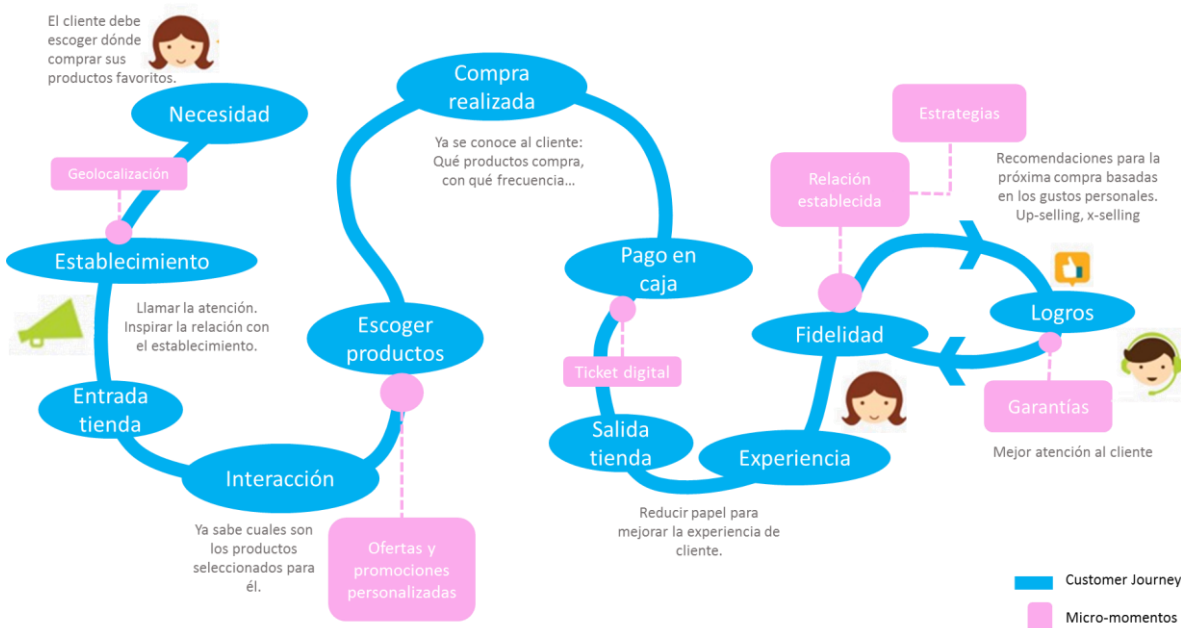 El cliente debe
escoger dónde
comprar sus
productos favoritos.
Necesidad
Geolocalización
Establecimiento
Llamar la atención.
Inspirar la relación con
el establecimiento.
Entrada
tienda
Interacción
Ya sabe cuales son
los productos
seleccionados para
él.
Escoger
productos
Ofertas y
promociones
personalizadas
Compra
realizada
Ya se conoce al cliente:
Qué productos compra,
con qué frecuencia...
Pago en
caja
Ticket digital
Salida
tienda
Reducir papel para
mejorar la experiencia de
cliente.
Experiencia
Fidelidad
Relación
establecida
Estrategias
Recomendaciones para la
próxima compra basadas
en los gustos personales.
Up-selling, x-selling
Logros
Garantías
Mejor atención al cliente
Customer Journey
Micro-momentos